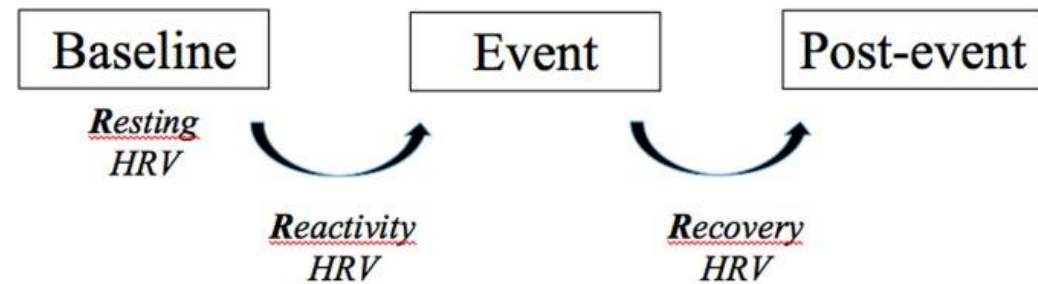 Baseline
Event
Post-event
Resting
HRV
Reactivity
HRV
Recovery
HRV